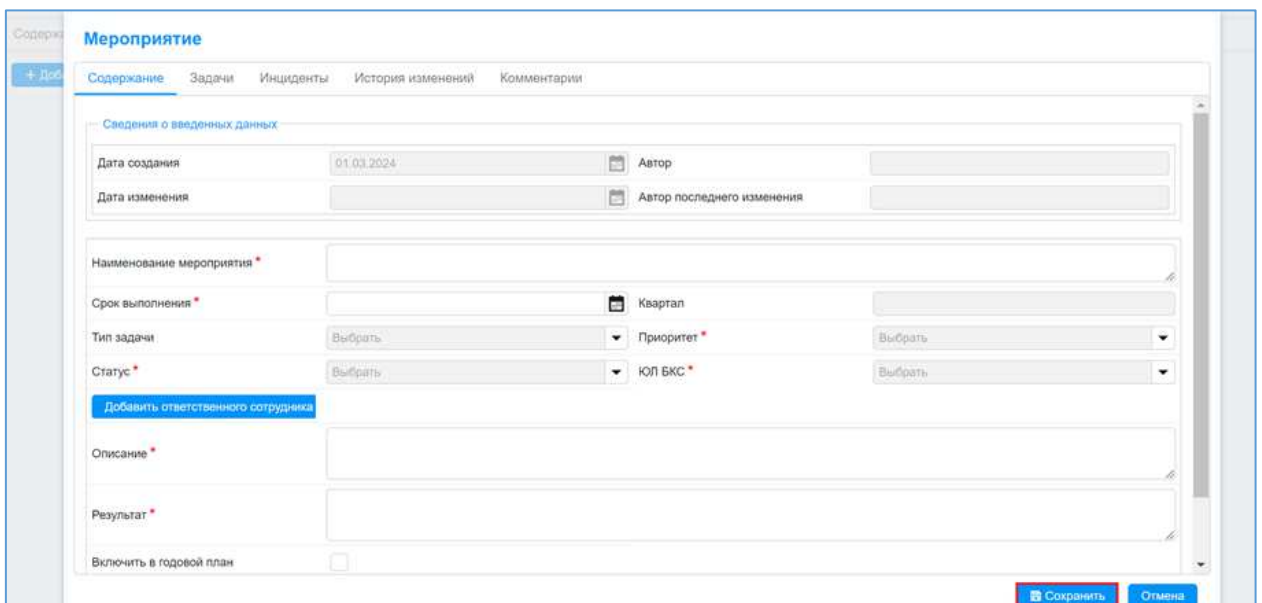 Мероприятие
Содержание Задачи Инциденты История изменений Комментарии
Сведения о введенных данных
Дата создания 01.03.2024 Автор
Дата изменения Автор последнего изменения
Наименование мероприятия *
Срок выполнения * Квартал
Тип задачи Выбрать Приоритет * Выбрать
Статус * Выбрать ЮЛ БКС * Выбрать
Добавить ответственного сотрудника
Описание *
Результат *
Включить в годовой план
Сохранить Отмена